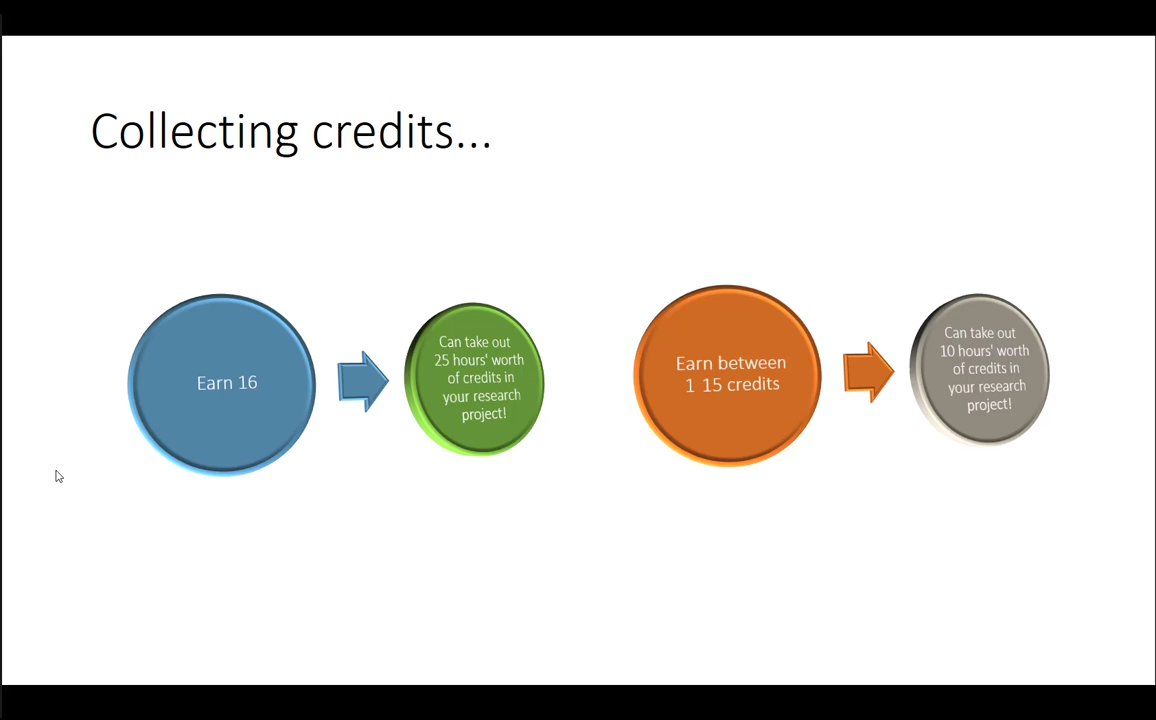 Collecting credits...
Earn 16
Can take out
25 hours' worth
of credits in
your research
project!
Earn between
1 15 credits
Can take out
10 hours' worth
of credits in
your research
project!